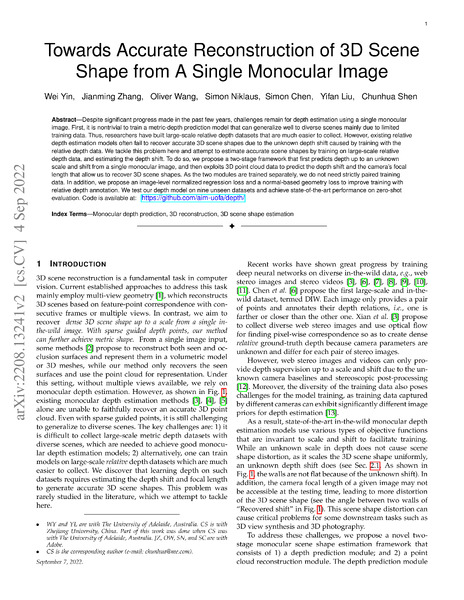 1
Towards Accurate Reconstruction of 3D Scene
Shape from A Single Monocular Image
Wei Yin, Jianming Zhang, Oliver Wang, Simon Niklaus, Simon Chen, Yifan Liu, Chunhua Shen
Abstract—Despite significant progress made in the past few years, challenges remain for depth estimation using a single monocular
image. First, it is nontrivial to train a metric-depth prediction model that can generalize well to diverse scenes mainly due to limited
training data. Thus, researchers have built large-scale relative depth datasets that are much easier to collect. However, existing relative
depth estimation models often fail to recover accurate 3D scene shapes due to the unknown depth shift caused by training with the
relative depth data. We tackle this problem here and attempt to estimate accurate scene shapes by training on large-scale relative
depth data, and estimating the depth shift. To do so, we propose a two-stage framework that first predicts depth up to an unknown
scale and shift from a single monocular image, and then exploits 3D point cloud data to predict the depth shift and the camera's focal
length that allow us to recover 3D scene shapes. As the two modules are trained separately, we do not need strictly paired training
data. In addition, we propose an image-level normalized regression loss and a normal-based geometry loss to improve training with
relative depth annotation. We test our depth model on nine unseen datasets and achieve state-of-the-art performance on zero-shot
evaluation. Code is available at: https://github.com/aim-uofa/depth/
Index Terms—Monocular depth prediction, 3D reconstruction, 3D scene shape estimation
arXiv:2208.13241v2 [cs.CV] 4 Sep 2022
1 INTRODUCTION
3D scene reconstruction is a fundamental task in computer
vision. Current established approaches to address this task
mainly employ multi-view geometry [1], which reconstructs
3D scenes based on feature-point correspondence with con-
secutive frames or multiple views. In contrast, we aim to
recover dense 3D scene shape up to a scale from a single in-
the-wild image. With sparse guided depth points, our method
can further achieve metric shape. From a single image input,
some methods [2] propose to reconstruct both seen and oc-
clusion surfaces and represent them in a volumetric model
or 3D meshes, while our method only recovers the seen
surfaces and use the point cloud for representation. Under
this setting, without multiple views available, we rely on
monocular depth estimation. However, as shown in Fig. 1,
existing monocular depth estimation methods [3], [4], [5]
alone are unable to faithfully recover an accurate 3D point
cloud. Even with sparse guided points, it is still challenging
to generalize to diverse scenes. The key challenges are: 1) it
is difficult to collect large-scale metric depth datasets with
diverse scenes, which are needed to achieve good monoc-
ular depth estimation models; 2) alternatively, one can train
models on large-scale relative depth datasets which are much
easier to collect. We discover that learning depth on such
datasets requires estimating the depth shift and focal length
to generate accurate 3D scene shapes. This problem was
rarely studied in the literature, which we attempt to tackle
here.
• WY and YL are with The University of Adelaide, Australia. CS is with
Zhejiang University, China. Part of this work was done when CS was
with The University of Adelaide, Australia. JZ, OW, SN, and SC are with
Adobe.
• CS is the corresponding author (e-mail: chunhua@me.com).
September 7, 2022.
Recent works have shown great progress by training
deep neural networks on diverse in-the-wild data, e.g., web
stereo images and stereo videos [3], [6], [7], [8], [9], [10],
[11]. Chen et al. [6] propose the first large-scale and in-the-
wild dataset, termed DIW. Each image only provides a pair
of points and annotates their depth relations, i.e., one is
farther or closer than the other one. Xian et al. [3] propose
to collect diverse web stereo images and use optical flow
for finding pixel-wise correspondence so as to create dense
relative ground-truth depth because camera parameters are
unknown and differ for each pair of stereo images.
However, web stereo images and videos can only pro-
vide depth supervision up to a scale and shift due to the un-
known camera baselines and stereoscopic post-processing
[12]. Moreover, the diversity of the training data also poses
challenges for the model training, as training data captured
by different cameras can exhibit significantly different image
priors for depth estimation [13].
As a result, state-of-the-art in-the-wild monocular depth
estimation models use various types of objective functions
that are invariant to scale and shift to facilitate training.
While an unknown scale in depth does not cause scene
shape distortion, as it scales the 3D scene shape uniformly,
an unknown depth shift does (see Sec. 2.1. As shown in
Fig. 1, the walls are not flat because of the unknown shift). In
addition, the camera focal length of a given image may not
be accessible at the testing time, leading to more distortion
of the 3D scene shape (see the angle between two walls of
"Recovered shift" in Fig. 1). This scene shape distortion can
cause critical problems for some downstream tasks such as
3D view synthesis and 3D photography.
To address these challenges, we propose a novel two-
stage monocular scene shape estimation framework that
consists of 1) a depth prediction module; and 2) a point
cloud reconstruction module. The depth prediction module